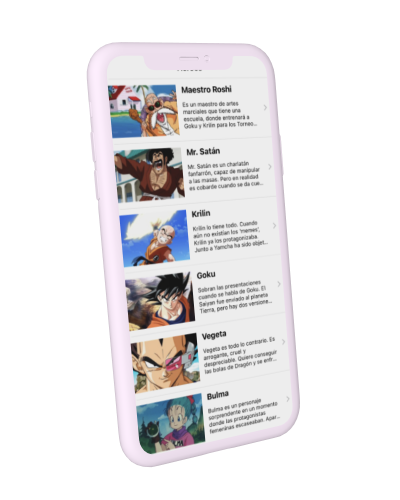 Maestro Roshi
Es un maestro de artes
marciales que tiene una
escuela, donde entrenará a
Goku y Krilin para los Torneo...
Mr. Satán
Mr. Satán es un charlatán
fanfarrón, capaz de manipular
a las masas. Pero en realidad
es cobarde cuando se da cue...
Krilin
Krilin lo tiene todo. Cuando
aún no existían los 'memes',
Krilin ya los protagonizaba.
Junto a Yamcha ha sido objet...
Goku
Sobran las presentaciones
cuando se habla de Goku. El
Saiyan fue enviado al planeta
Tierra, pero hay dos versione...
Vegeta
Vegeta es todo lo contrario. Es
arrogante, cruel y
despreciable. Quiere conseguir
las bolas de Dragón y se enfr...
Bulma
Bulma es un personaje
sorprendente en un momento
donde las protagonistas
femeninas escaseaban. Apar...